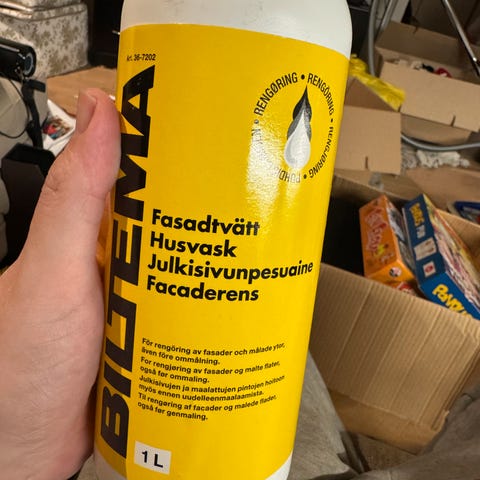 Art. 36-7202
BILTEMA
RENGØRING • RENGÖRING • RENGJØRING •
Fasadtvätt
Husvask
Julkisivunpesuaine
Facaderens
För rengöring av fasader och målade ytor,
även före ommålning.
For rengjøring av fasader og malte flater,
også før ommaling.
Julkisivujen ja maalattujen pintojen hoitoon
myös ennen uudelleenmaalaamista.
Til rengøring af facader og malede flader,
også før genmaling.
1 L